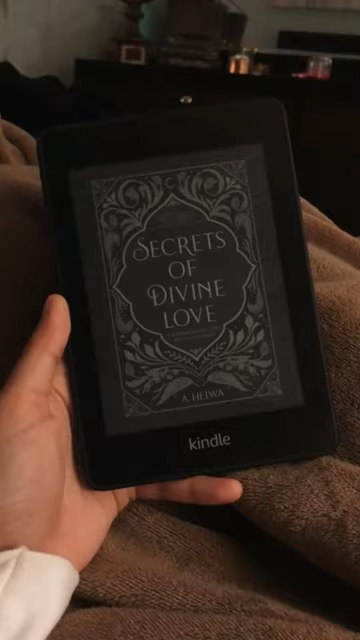 SECRETS
OF
DIVINE
LOVE
A. HELWA
kindle